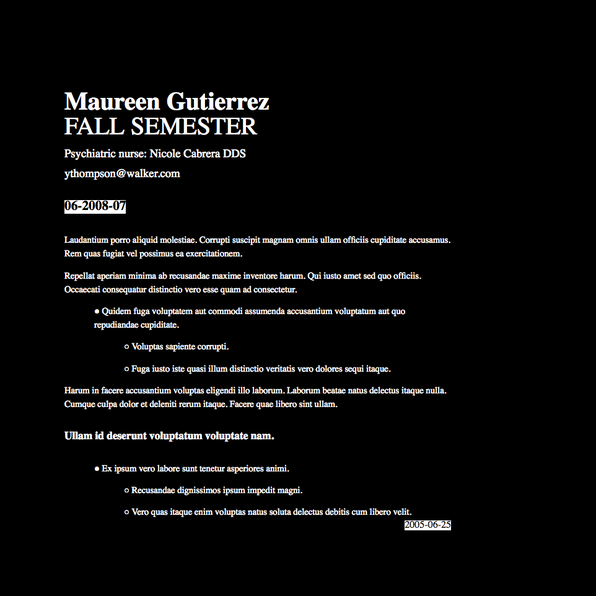 Maureen Gutierrez
FALL SEMESTER
Psychiatric nurse: Nicole Cabrera DDS
ythompson@walker.com
06-2008-07
Laudantium porro aliquid molestiae. Corrupti suscipit magnam omnis ullam officiis cupiditate accusamus.
Rem quas fugiat vel possimus ea exercitationem.
Repellat aperiam minima ab recusandae maxime inventore harum. Qui iusto amet sed quo officiis.
Occaecati consequatur distinctio vero esse quam ad consectetur.
● Quidem fuga voluptatem aut commodi assumenda accusantium voluptatum aut quo
repudiandae cupiditate.
○ Voluptas sapiente corrupti.
○ Fuga iusto iste quasi illum distinctio veritatis vero dolores sequi itaque.
Harum in facere accusantium voluptas eligendi illo laborum. Laborum beatae natus delectus itaque nulla.
Cumque culpa dolor et deleniti rerum itaque. Facere quae libero sint ullam.
Ullam id deserunt voluptatum voluptate nam.
● Ex ipsum vero labore sunt tenetur asperiores animi.
○ Recusandae dignissimos ipsum impedit magni.
○ Vero quas itaque enim voluptas natus soluta delectus debitis cum libero velit.
2005-06-25